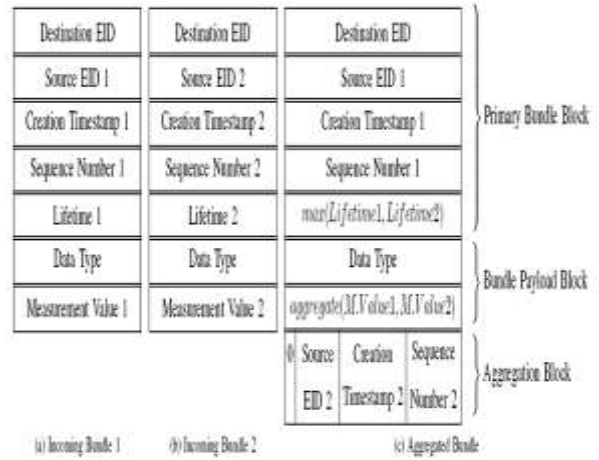 Destination EID Destination EID Destination EID
Source EID 1 Source EID 2 Source EID 1
Creation Timestamp 1 Creation Timestamp 2 Creation Timestamp 1
Primary Bundle Block
Sequence Number 1 Sequence Number 2 Sequence Number 1
Lifetime 1 Lifetime 2 max(Lifetime1, Lifetime2)
Data Type Data Type Data Type
Bundle Payload Block
Measurement Value 1 Measurement Value 2 aggregate(M.Value1, M.Value2)
0 Source Creation Sequence
Aggregation Block
EID 2 Timestamp 2 Number 2
(a) Incoming Bundle 1 (b) Incoming Bundle 2 (c) Aggregated Bundle